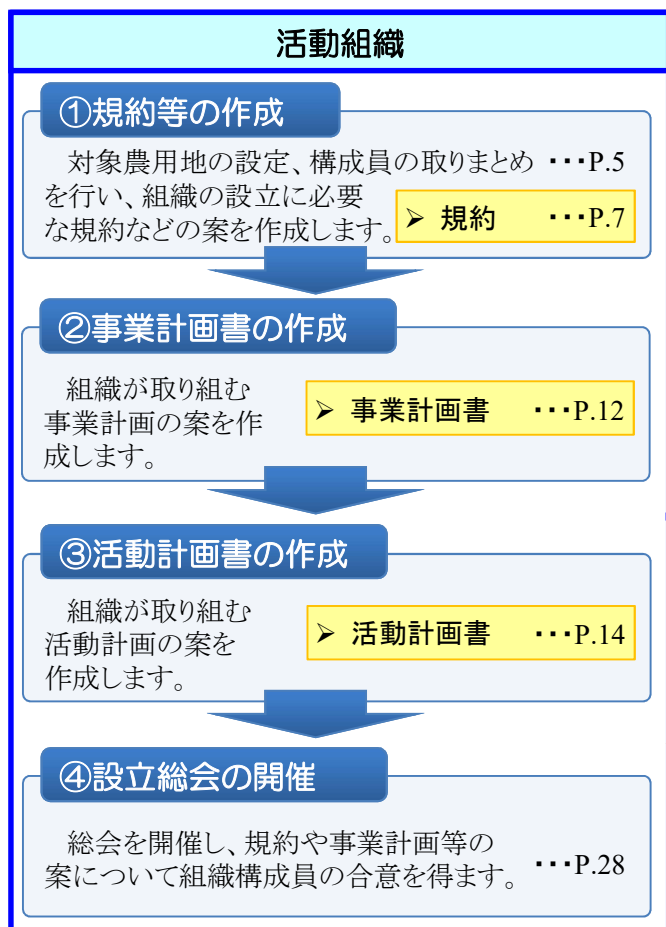 活動組織
①規約等の作成
対象農用地の設定、構成員の取りまとめ ・・・P.5
を行い、組織の設立に必要
な規約などの案を作成します。
➢ 規約 ・・・P.7
②事業計画書の作成
組織が取り組む
事業計画の案を作
成します。
➢ 事業計画書 ・・・P.12
③活動計画書の作成
組織が取り組む
活動計画の案を
作成します。
➢ 活動計画書 ・・・P.14
④設立総会の開催
総会を開催し、規約や事業計画等の
案について組織構成員の合意を得ます。 ・・・P.28